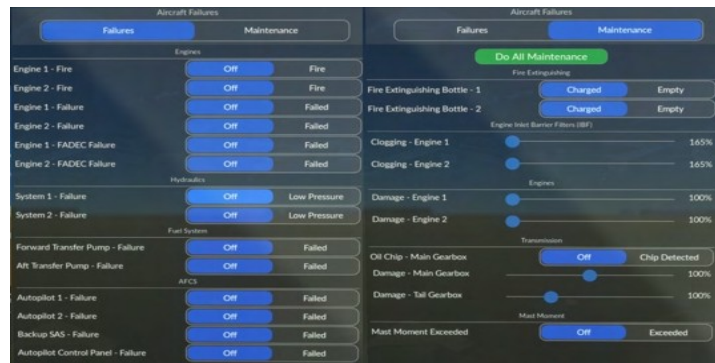 Aircraft Failures
Failures Maintenance
Engines
Engine 1 - Fire Off Fire
Engine 2 - Fire Off Fire
Engine 1 - Failure Off Failed
Engine 2 - Failure Off Failed
Engine 1 - FADEC Failure Off Failed
Engine 2 - FADEC Failure Off Failed
Hydraulics
System 1 - Failure Off Low Pressure
System 2 - Failure Off Low Pressure
Fuel System
Forward Transfer Pump - Failure Off Failed
Aft Transfer Pump - Failure Off Failed
AFCS
Autopilot 1 - Failure Off Failed
Autopilot 2 - Failure Off Failed
Backup SAS - Failure Off Failed
Autopilot Control Panel - Failure Off Failed
Aircraft Failures
Failures Maintenance
Do All Maintenance
Fire Extinguishing
Fire Extinguishing Bottle - 1 Charged Empty
Fire Extinguishing Bottle - 2 Charged Empty
Engine Inlet Barrier Filters (IBF)
Clogging - Engine 1 165%
Clogging - Engine 2 165%
Engines
Damage - Engine 1 100%
Damage - Engine 2 100%
Transmission
Oil Chip - Main Gearbox Off Chip Detected
Damage - Main Gearbox 100%
Damage - Tail Gearbox 100%
Mast Moment
Mast Moment Exceeded Off Exceeded